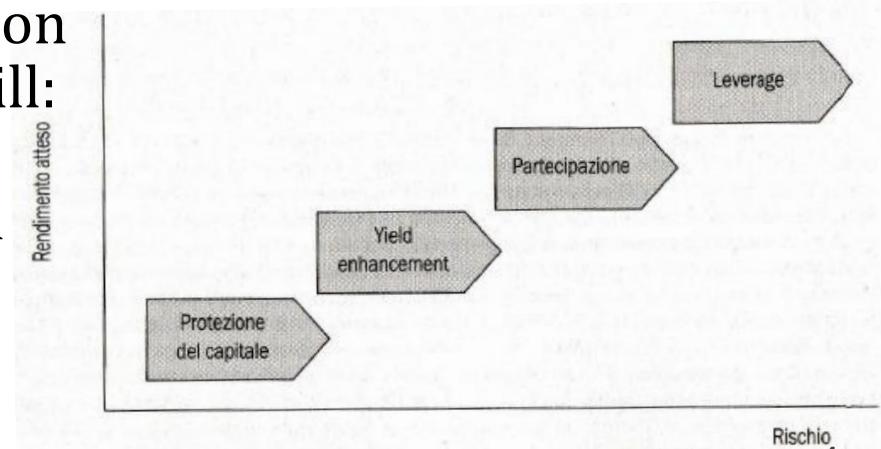 on
ill:
Rendimento atteso
Leverage
Partecipazione
Yield
enhancement
Protezione
del capitale
Rischio